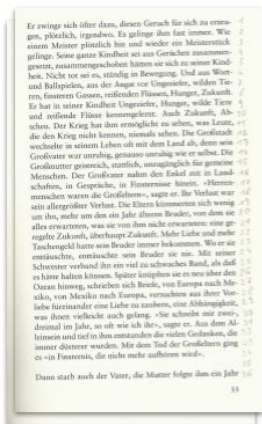 Er zwinge sich öfter dazu, diesen Geruch für sich zu erzeu-
gen, plötzlich, irgendwo. Es gelinge ihm fast immer. Wie
einem Meister plötzlich hin und wieder ein Meisterstück
gelinge. Seine ganze Kindheit sei aus Gerüchen zusammen-
gesetzt, zusammengeschoben hätten sie sich zu seiner Kind-
heit. Nicht tot sei es, ständig in Bewegung. Und aus Wort-
und Ballspielen, aus der Angst vor Ungeziefer, wilden Tie-
ren, finsteren Gassen, reißenden Flüssen, Hunger, Zukunft.
Er hat in seiner Kindheit Ungeziefer, Hunger, wilde Tiere
und reißende Flüsse kennengelernt. Auch Zukunft, Ab-
scheu. Der Krieg hat ihm ermöglicht zu sehen, was Leute,
die den Krieg nicht kennen, niemals sehen. Die Großstadt
wechselte in seinem Leben oft mit dem Land ab, denn sein
Großvater war unruhig, genauso unruhig wie er selbst. Die
Großmutter geistreich, stattlich, unzugänglich für gemeine
Menschen. Der Großvater nahm den Enkel mit in Land-
schaften, in Gespräche, in Finsternisse hinein. »Herren-
menschen waren die Großeltern«, sagte er. Ihr Verlust war
sein allergrößter Verlust. Die Eltern kümmerten sich wenig
um ihn, mehr um den ein Jahr älteren Bruder, von dem sie
alles erwarteten, was sie von ihm nicht erwarteten: eine ge-
regelte Zukunft, überhaupt Zukunft. Mehr Liebe und mehr
Taschengeld hatte sein Bruder immer bekommen. Wo er sie
enttäuschte, enttäuschte sein Bruder sie nie. Mit seiner
Schwester verband ihn ein viel zu schwaches Band, als daß
es hätte halten können. Später knüpften sie es neu über den
Ozean hinweg, schrieben sich Briefe, von Europa nach Me-
xiko, von Mexiko nach Europa, versuchten aus ihrer Vor-
liebe füreinander eine Liebe zu zaubern, eine Abhängigkeit,
was ihnen vielleicht auch gelang. »Sie schreibt mir zwei-,
dreimal im Jahr, so oft wie ich ihr«, sagte er. Aus dem Al-
leinsein und tief in ihm entstanden die vielen Gedanken, die
immer düsterer wurden. Mit dem Tod der Großeltern ging
es »in Finsternis, die nicht mehr aufhören wird«.
Dann starb auch der Vater, die Mutter folgte ihm ein Jahr
53